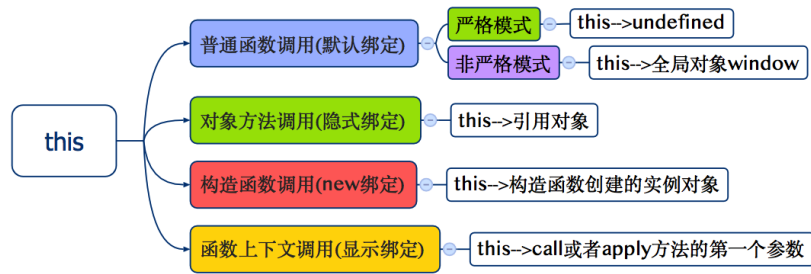 this
普通函数调用(默认绑定)
严格模式
this-->undefined
非严格模式
this-->全局对象window
对象方法调用(隐式绑定)
this-->引用对象
构造函数调用(new绑定)
this-->构造函数创建的实例对象
函数上下文调用(显示绑定)
this-->call或者apply方法的第一个参数